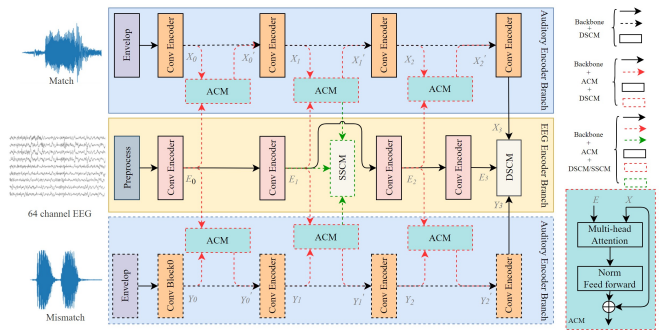 Match
Envelop
Conv Encoder
X0
X0'
Conv Encoder
X1
X1'
Conv Encoder
X2
X2'
Conv Encoder
ACM
ACM
ACM
X4
Auditory Encoder Branch
64 channel EEG
Preprocess
Conv Encoder
E0
Conv Encoder
E1
SSCM
Conv Encoder
E2
Conv Encoder
E3
DSCM
Y3
EEG Encoder Branch
Mismatch
Envelop
Conv Block0
Y0
Y0'
Conv Encoder
Y1
Y1'
Conv Encoder
Y2
Y2
Conv Encoder
ACM
ACM
ACM
Auditory Encoder Branch
Backbone
+
DSCM
Backbone
+
ACM
+
DSCM
Backbone
+
ACM
+
DSCM/SSCM
E
X
Multi-head
Attention
Norm
Feed forward
ACM